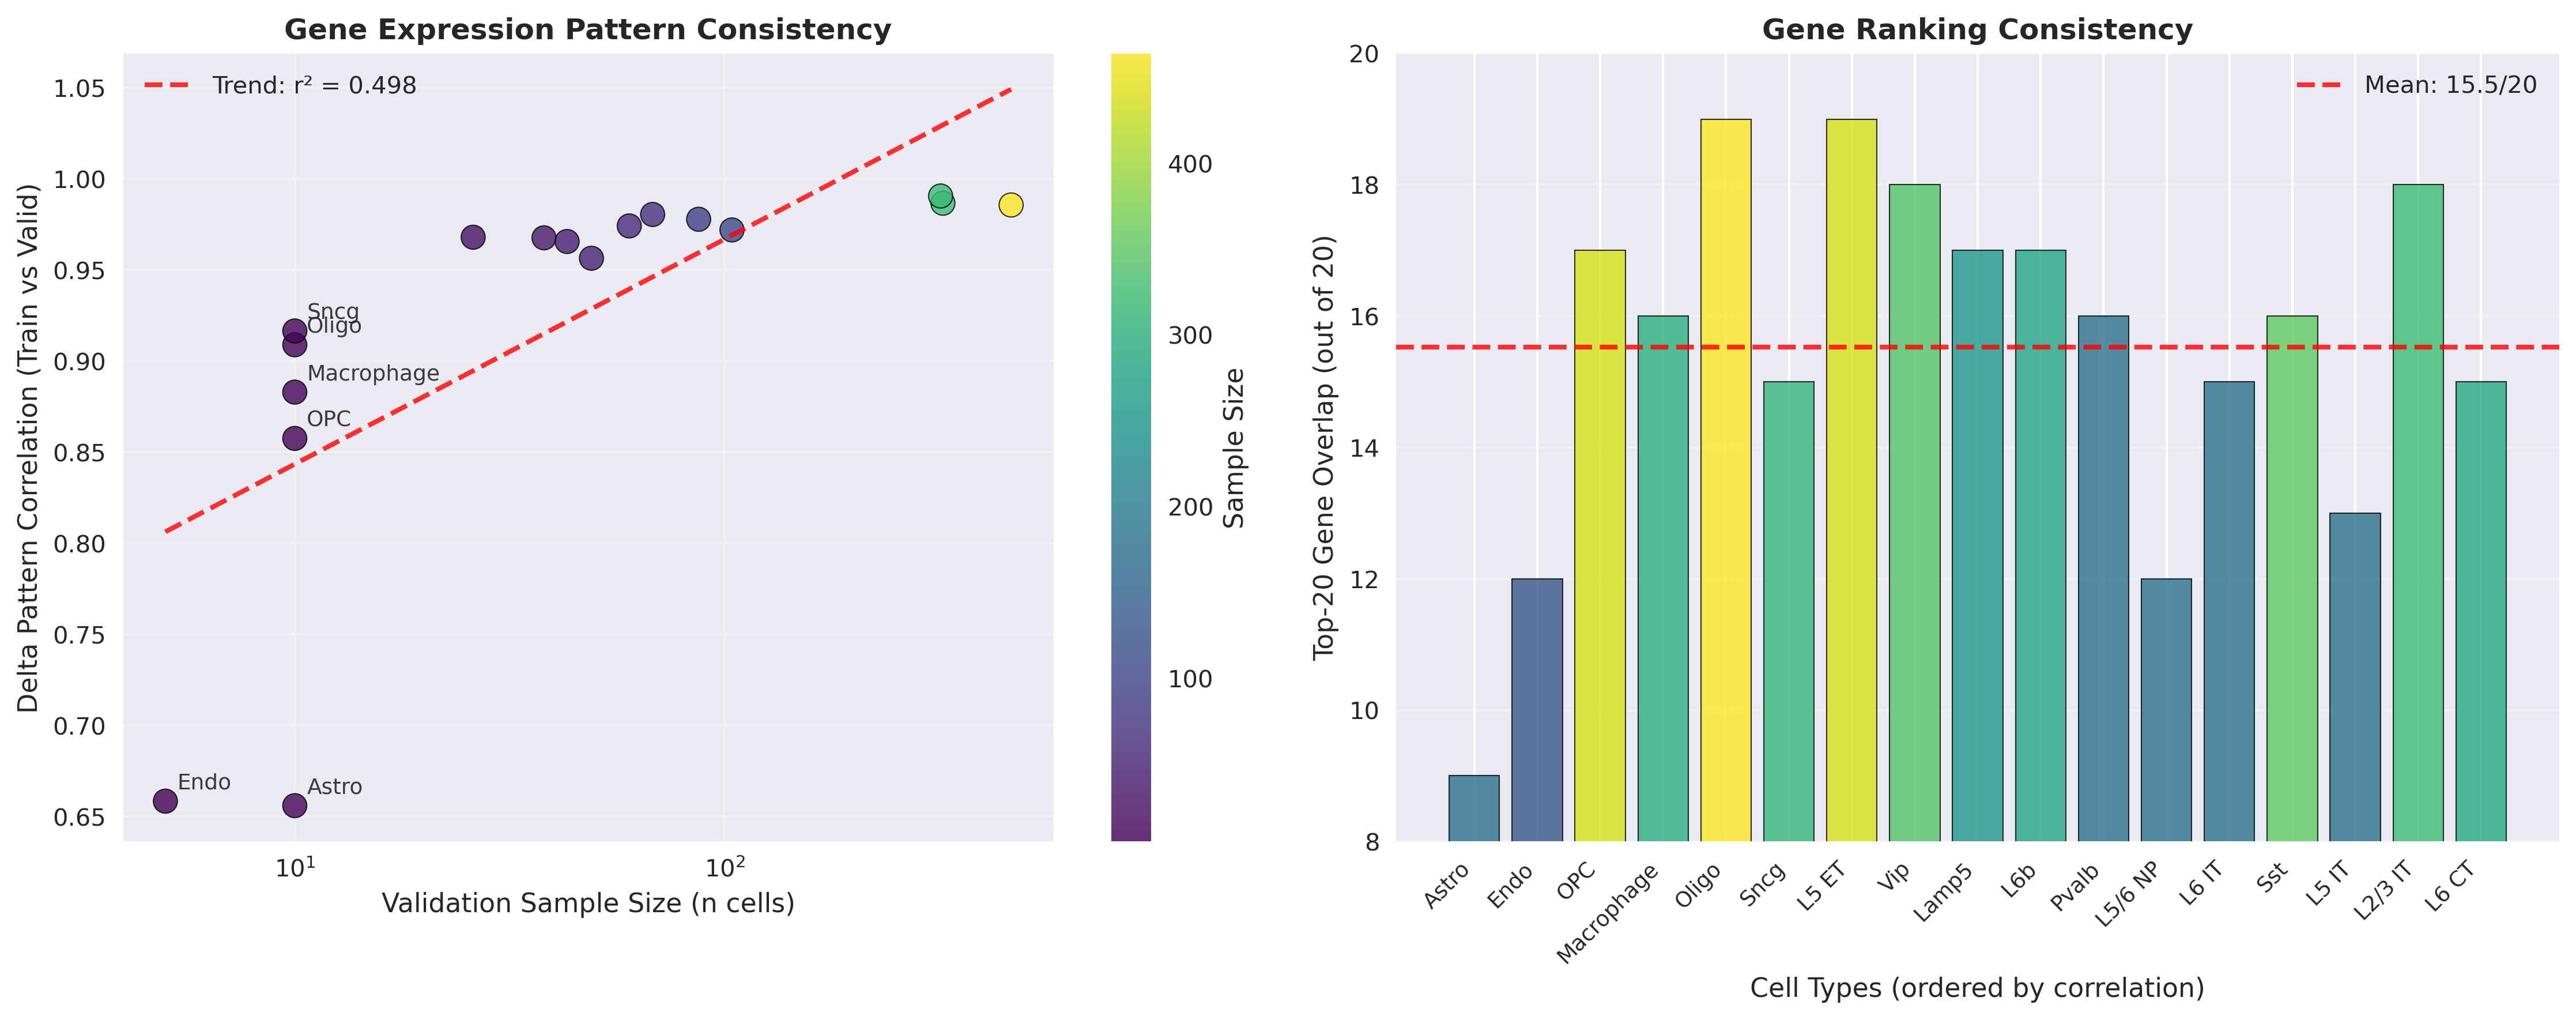 Gene Expression Pattern Consistency
Trend: r² = 0.498
Delta Pattern Correlation (Train vs Valid)
1.05
1.00
0.95
0.90
0.85
0.80
0.75
0.70
0.65
Sncg
Oligo
Macrophage
OPC
Endo
Astro
10¹
10²
Validation Sample Size (n cells)
400
300
200
100
Sample Size
Gene Ranking Consistency
Mean: 15.5/20
Top-20 Gene Overlap (out of 20)
20
18
16
14
12
10
8
Astro
Endo
OPC
Macrophage
Oligo
Sncg
L5 ET
Vip
Lamp5
L6b
Pvalb
L5/6 NP
L6 IT
Sst
L5 IT
L2/3 IT
L6 CT
Cell Types (ordered by correlation)